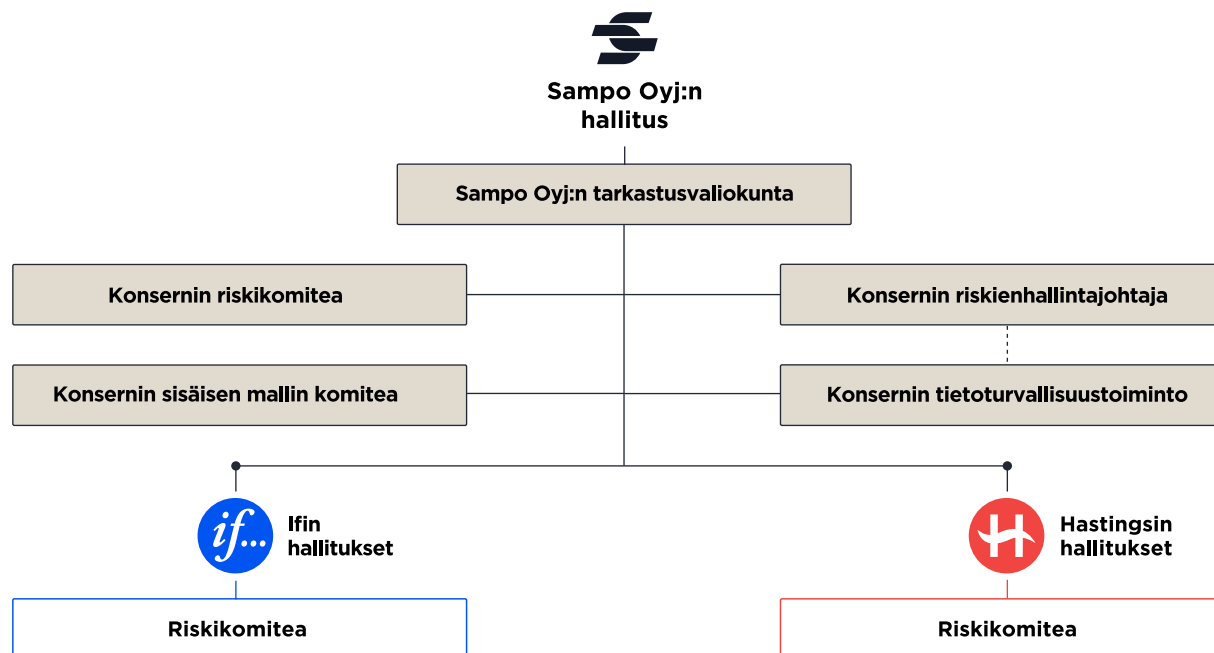 Sampo Oyj:n
hallitus
Sampo Oyj:n tarkastusvaliokunta
Konsernin riskikomitea
Konsernin riskienhallintajohtaja
Konsernin sisäisen mallin komitea
Konsernin tietoturvallisuustoiminto
if...
Ifin
hallitukset
H
Hastingsin
hallitukset
Riskikomitea
Riskikomitea